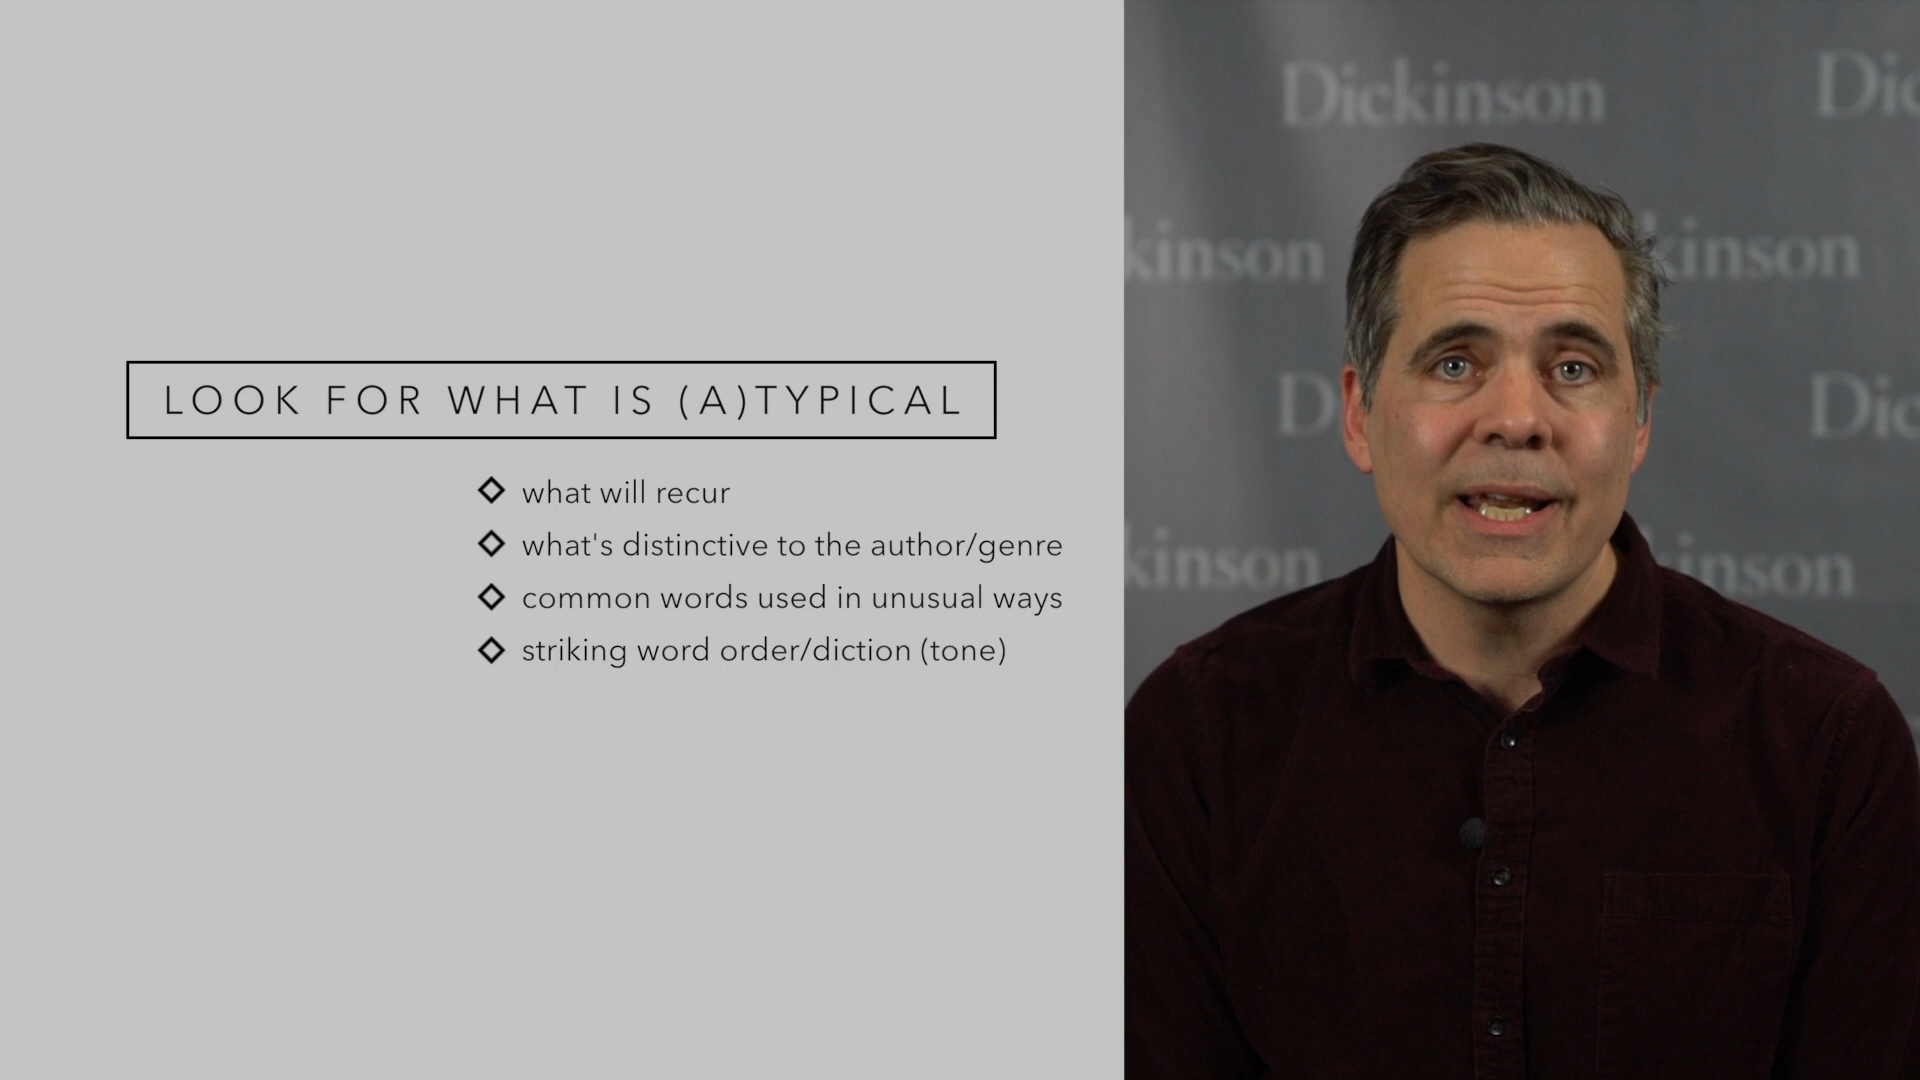 LOOK FOR WHAT IS (A)TYPICAL
◇ what will recur
◇ what's distinctive to the author/genre
◇ common words used in unusual ways
◇ striking word order/diction (tone)
Dickinson
Dic
kinson
kinson
D
Dic
kinson
inson